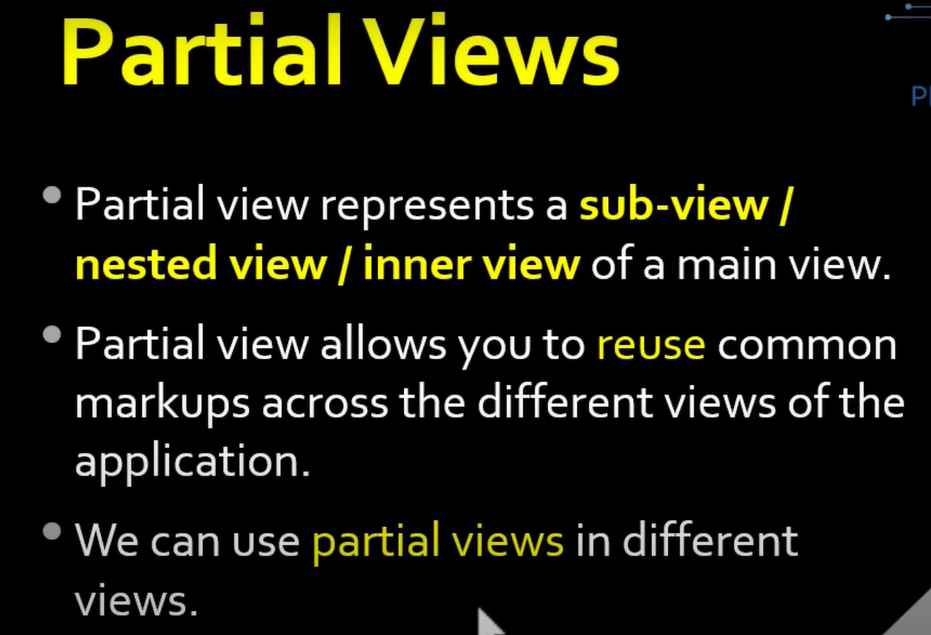 Partial Views
• Partial view represents a sub-view /
nested view / inner view of a main view.
• Partial view allows you to reuse common
markups across the different views of the
application.
• We can use partial views in different
views.